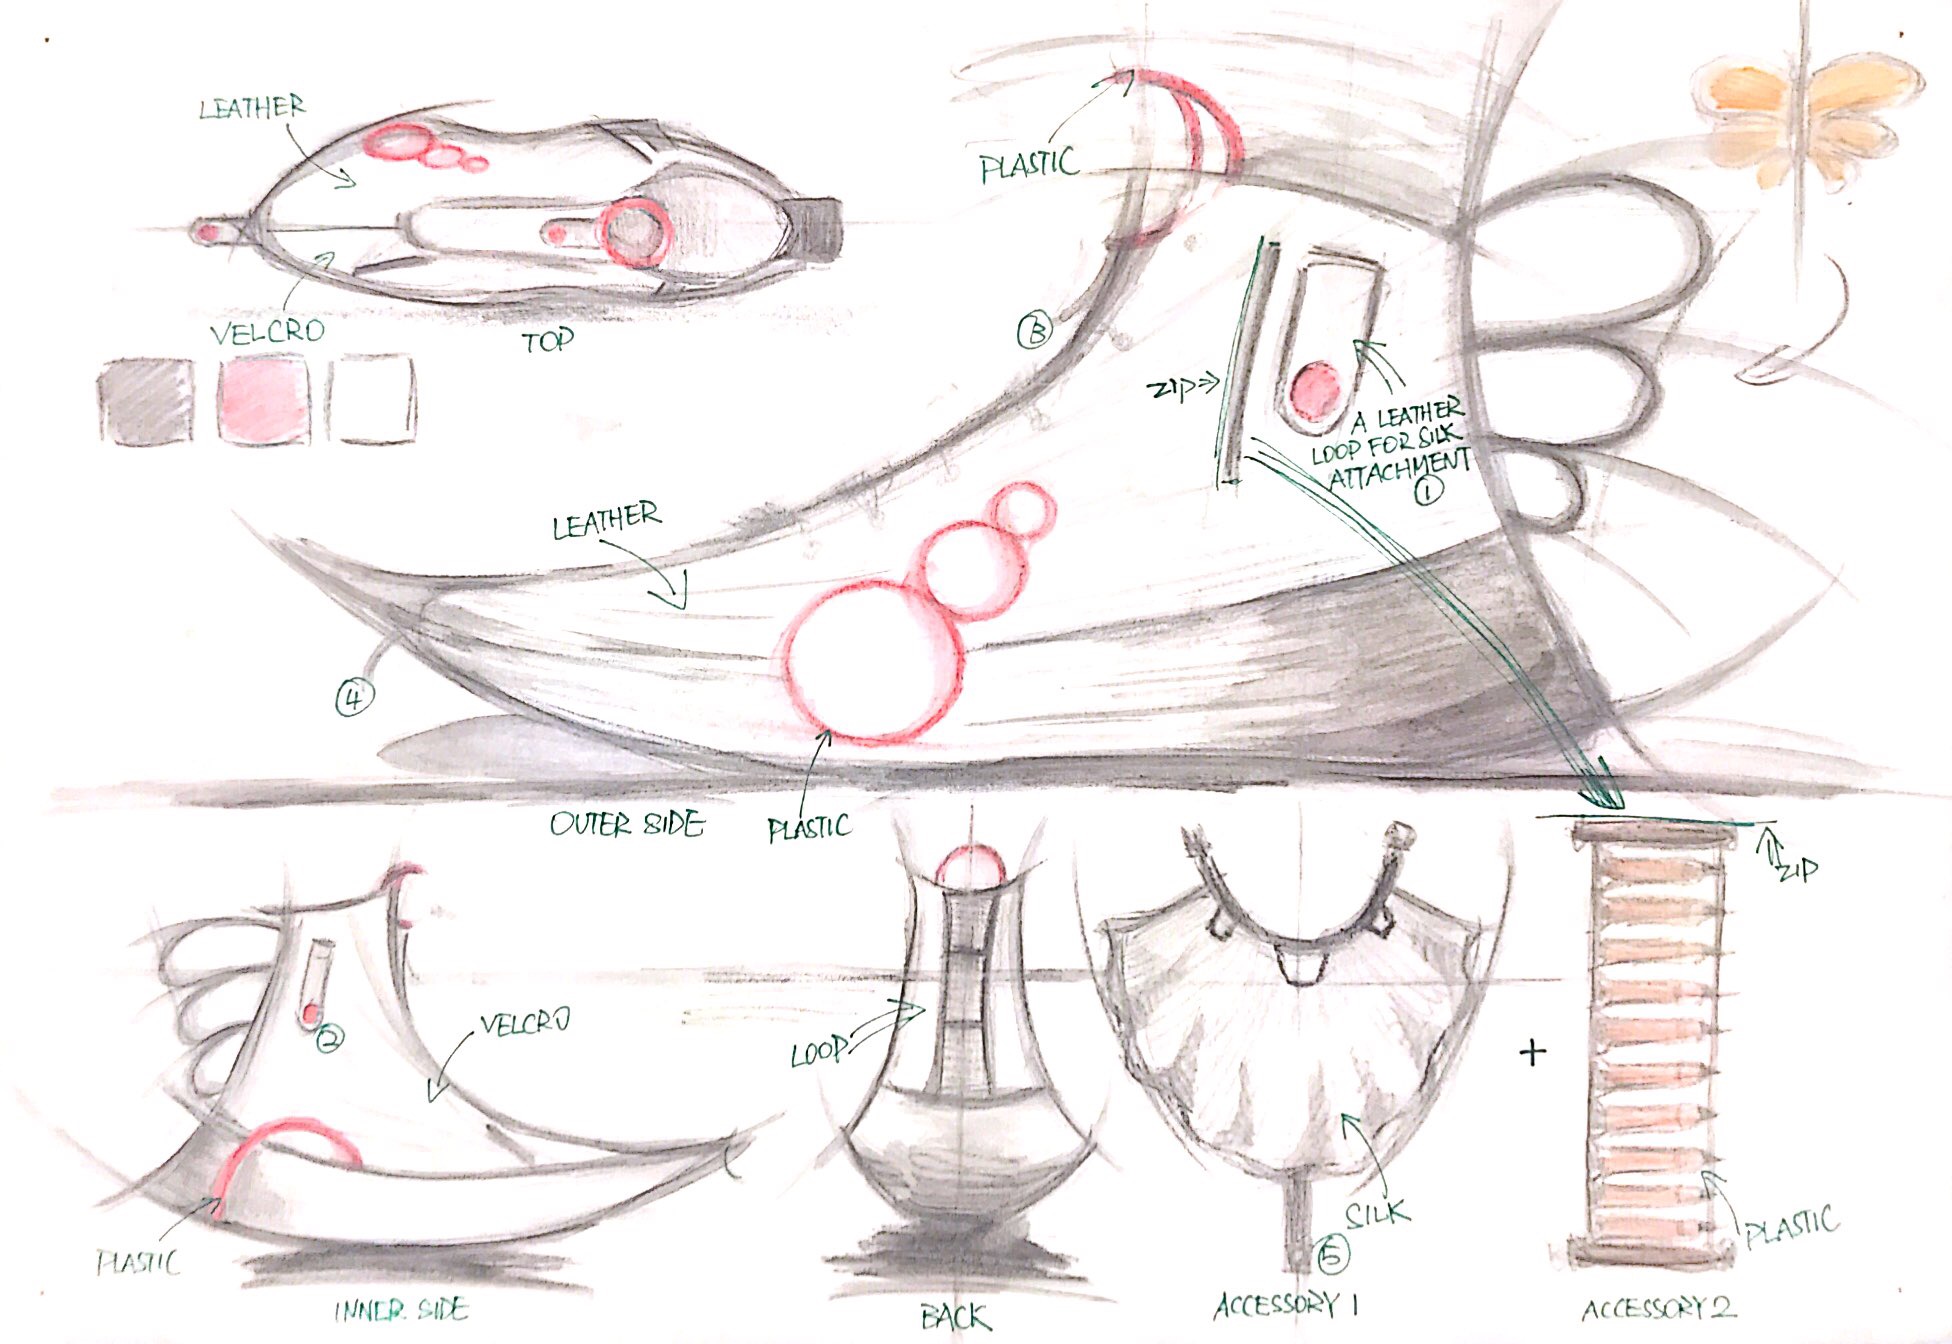 LEATHER
VELCRO
TOP
PLASTIC
B
ZIP
A LEATHER
LOOP FOR SILK
ATTACHMENT
1
LEATHER
4
OUTER SIDE
PLASTIC
2
VELCRO
PLASTIC
INNER SIDE
LOOP
BACK
SILK
5
ACCESSORY 1
+
ZIP
PLASTIC
ACCESSORY 2